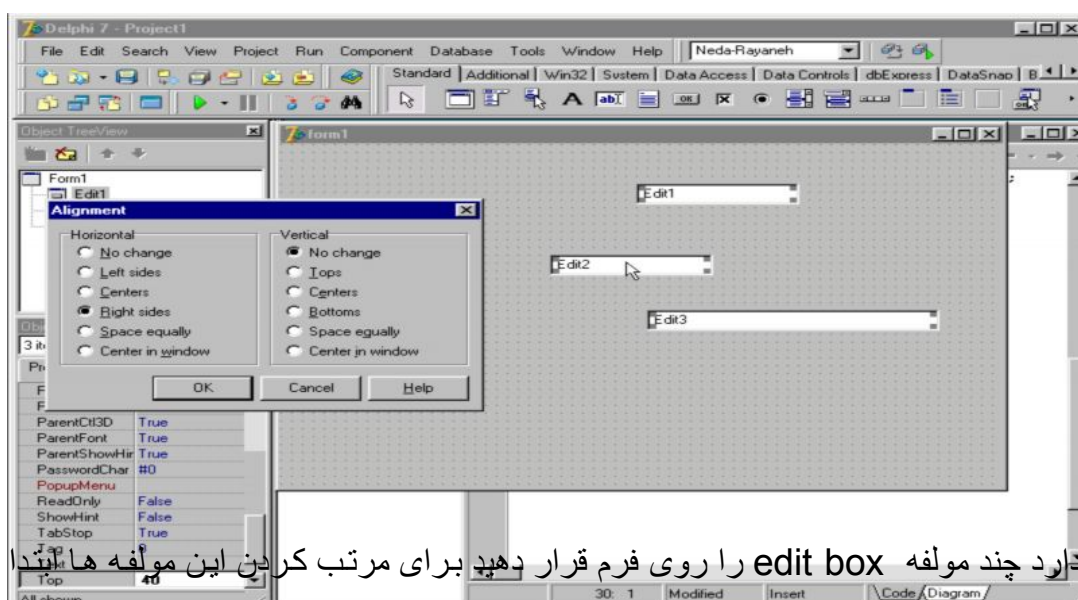 Delphi 7 - Project1
File Edit Search View Project Run Component Database Tools Window Help Neda-Rayaneh
Standard Additional Win32 System Data Access Data Controls dbExpress DataSnap B
Object TreeView
Form1
Edit1
form1
Edit1
Edit2
Edit3
Alignment
Horizontal
No change
Left sides
Centers
Right sides
Space equally
Center in window
Vertical
No change
Tops
Centers
Bottoms
Space equally
Center in window
OK Cancel Help
ParentCtl3D True
ParentFont True
ParentShowHir True
PasswordChar #0
PopupMenu
ReadOnly False
ShowHint False
TabStop True
Tag
Top 40
All shown
30: 1 Modified Insert Code Diagram
دارد چند مولفه edit box را روی فرم قرار دهید برای مرتب کردن این مولفه ها ابتدا